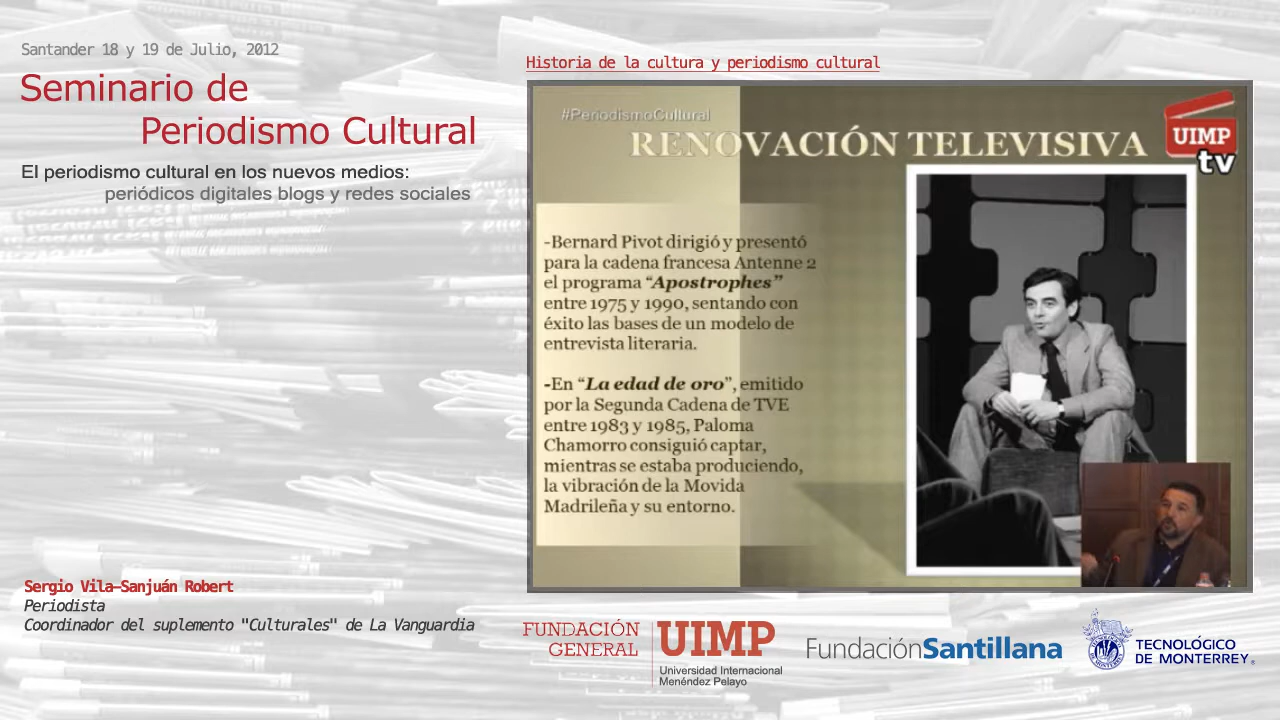 Santander 18 y 19 de Julio, 2012
Seminario de
Periodismo Cultural
El periodismo cultural en los nuevos medios:
periódicos digitales blogs y redes sociales
Historia de la cultura y periodismo cultural
#PeriodismoCultural
RENOVACIÓN TELEVISIVA
UIMP
tv
-Bernard Pivot dirigió y presentó
para la cadena francesa Antenne 2
el programa “Apostrophes”
entre 1975 y 1990, sentando con
éxito las bases de un modelo de
entrevista literaria.
-En “La edad de oro”, emitido
por la Segunda Cadena de TVE
entre 1983 y 1985, Paloma
Chamorro consiguió captar,
mientras se estaba produciendo,
la vibración de la Movida
Madrileña y su entorno.
Sergio Vila-Sanjuán Robert
Periodista
Coordinador del suplemento "Culturales" de La Vanguardia
FUNDACIÓN
GENERAL
UIMP
Universidad Internacional
Menéndez Pelayo
FundaciónSantillana
TECNOLÓGICO
DE MONTERREY®